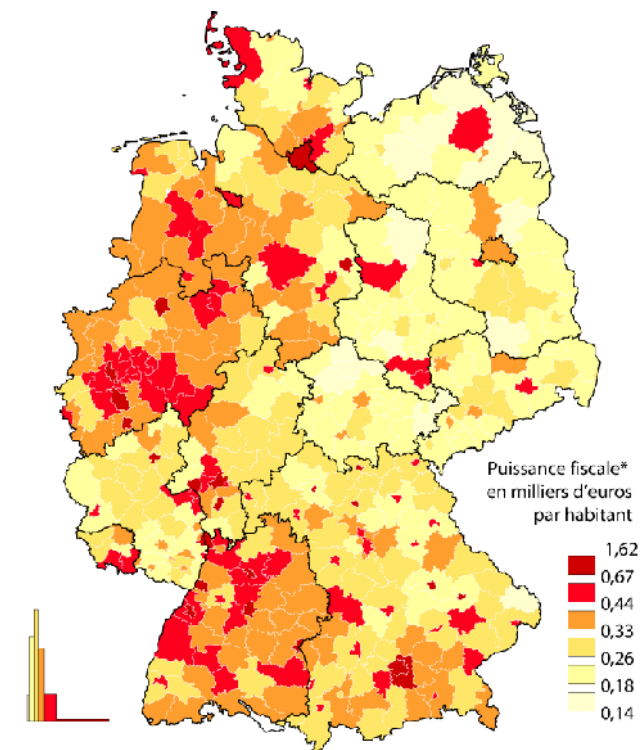 Puissance fiscale*
en milliers d'euros
par habitant
1,62
0,67
0,44
0,33
0,26
0,18
0,14